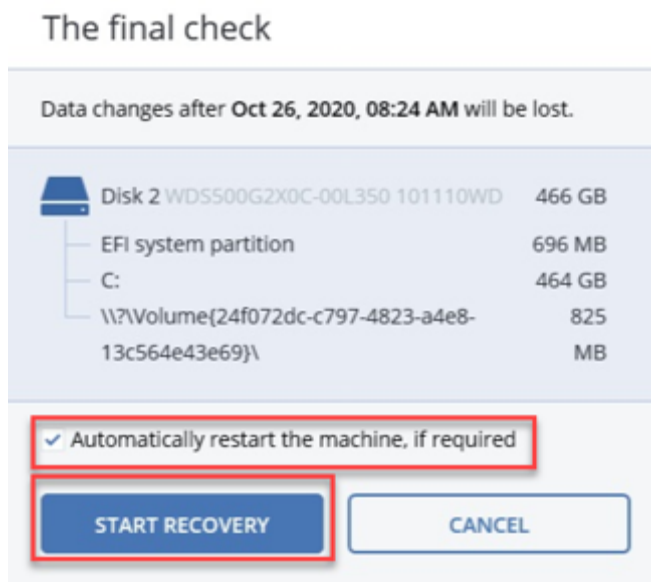 The final check
Data changes after Oct 26, 2020, 08:24 AM will be lost.
Disk 2 WDS500G2X0C-00L350 101110WD 466 GB
EFI system partition 696 MB
C: 464 GB
\\?\Volume{24f072dc-c797-4823-a4e8- 825
13c564e43e69}\ MB
Automatically restart the machine, if required
START RECOVERY CANCEL